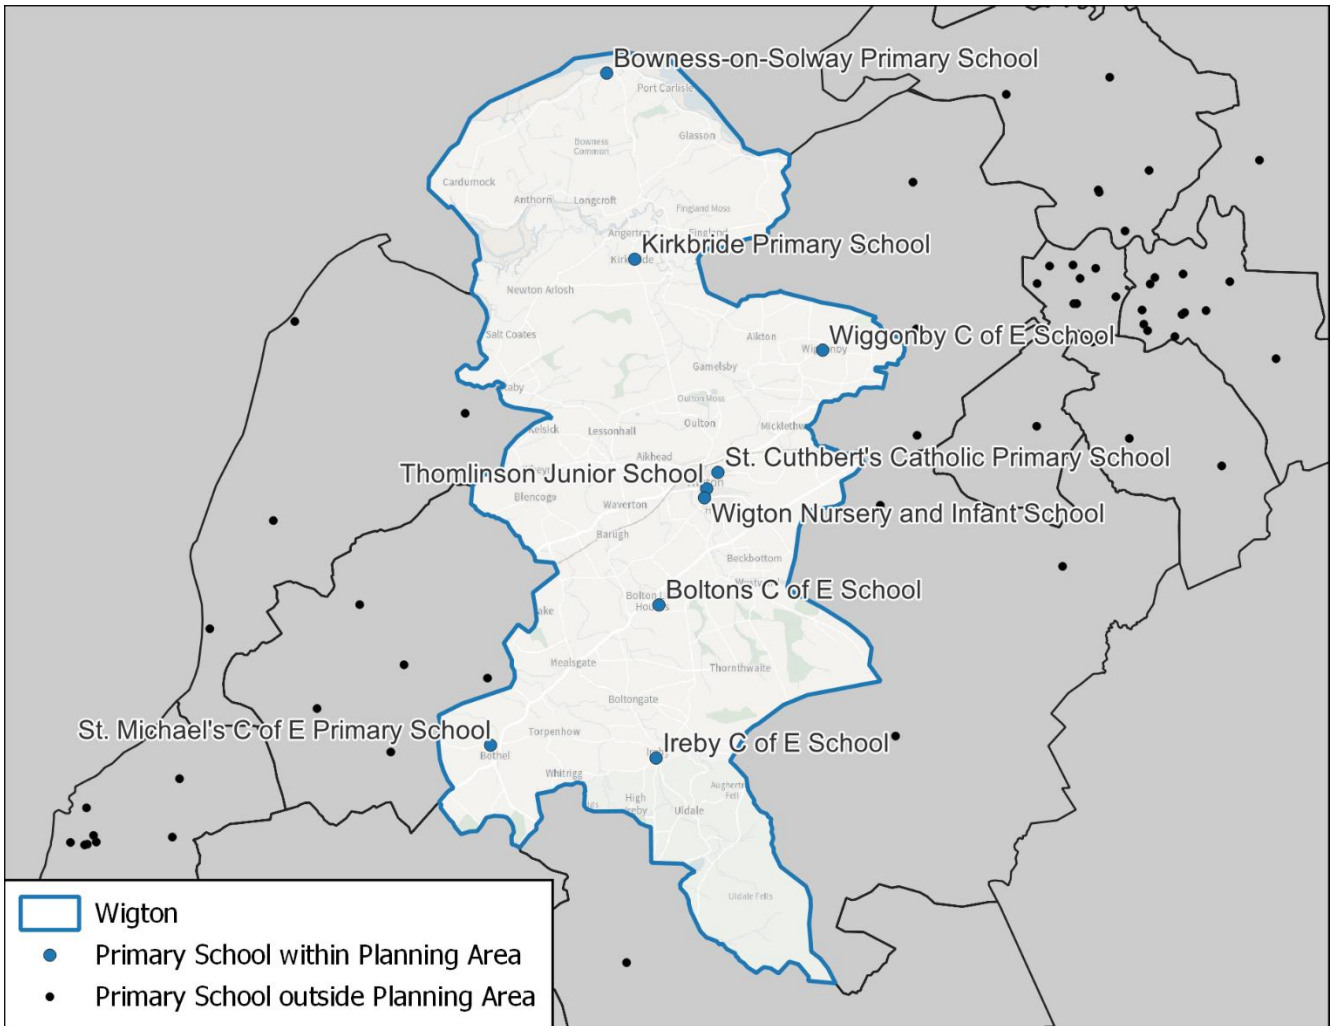 Bowness-on-Solway Primary School
Port Carlisle
Glasson
Bowness
Common
Cardurnock
Anthorn
Longcroft
Fingland Moss
Kirkbride Primary School
Newton Arlosh
Salt Coates
Aikton
Wiggonby C of E School
Gamelsby
Oulton Moss
Oulton
Lessonhall
Aikhead
St. Cuthbert's Catholic Primary School
Thomlinson Junior School
Blencogo
Waverton
Wigton Nursery and Infant School
Barugh
Beckbottom
Boltons C of E School
Mealsgate
Thornthwaite
Boltongate
St. Michael's C of E Primary School
Torpenhow
Bothel
Ireby C of E School
Whitrigg
High
Uldale
Fell
Uldale Fells
Wigton
Primary School within Planning Area
Primary School outside Planning Area